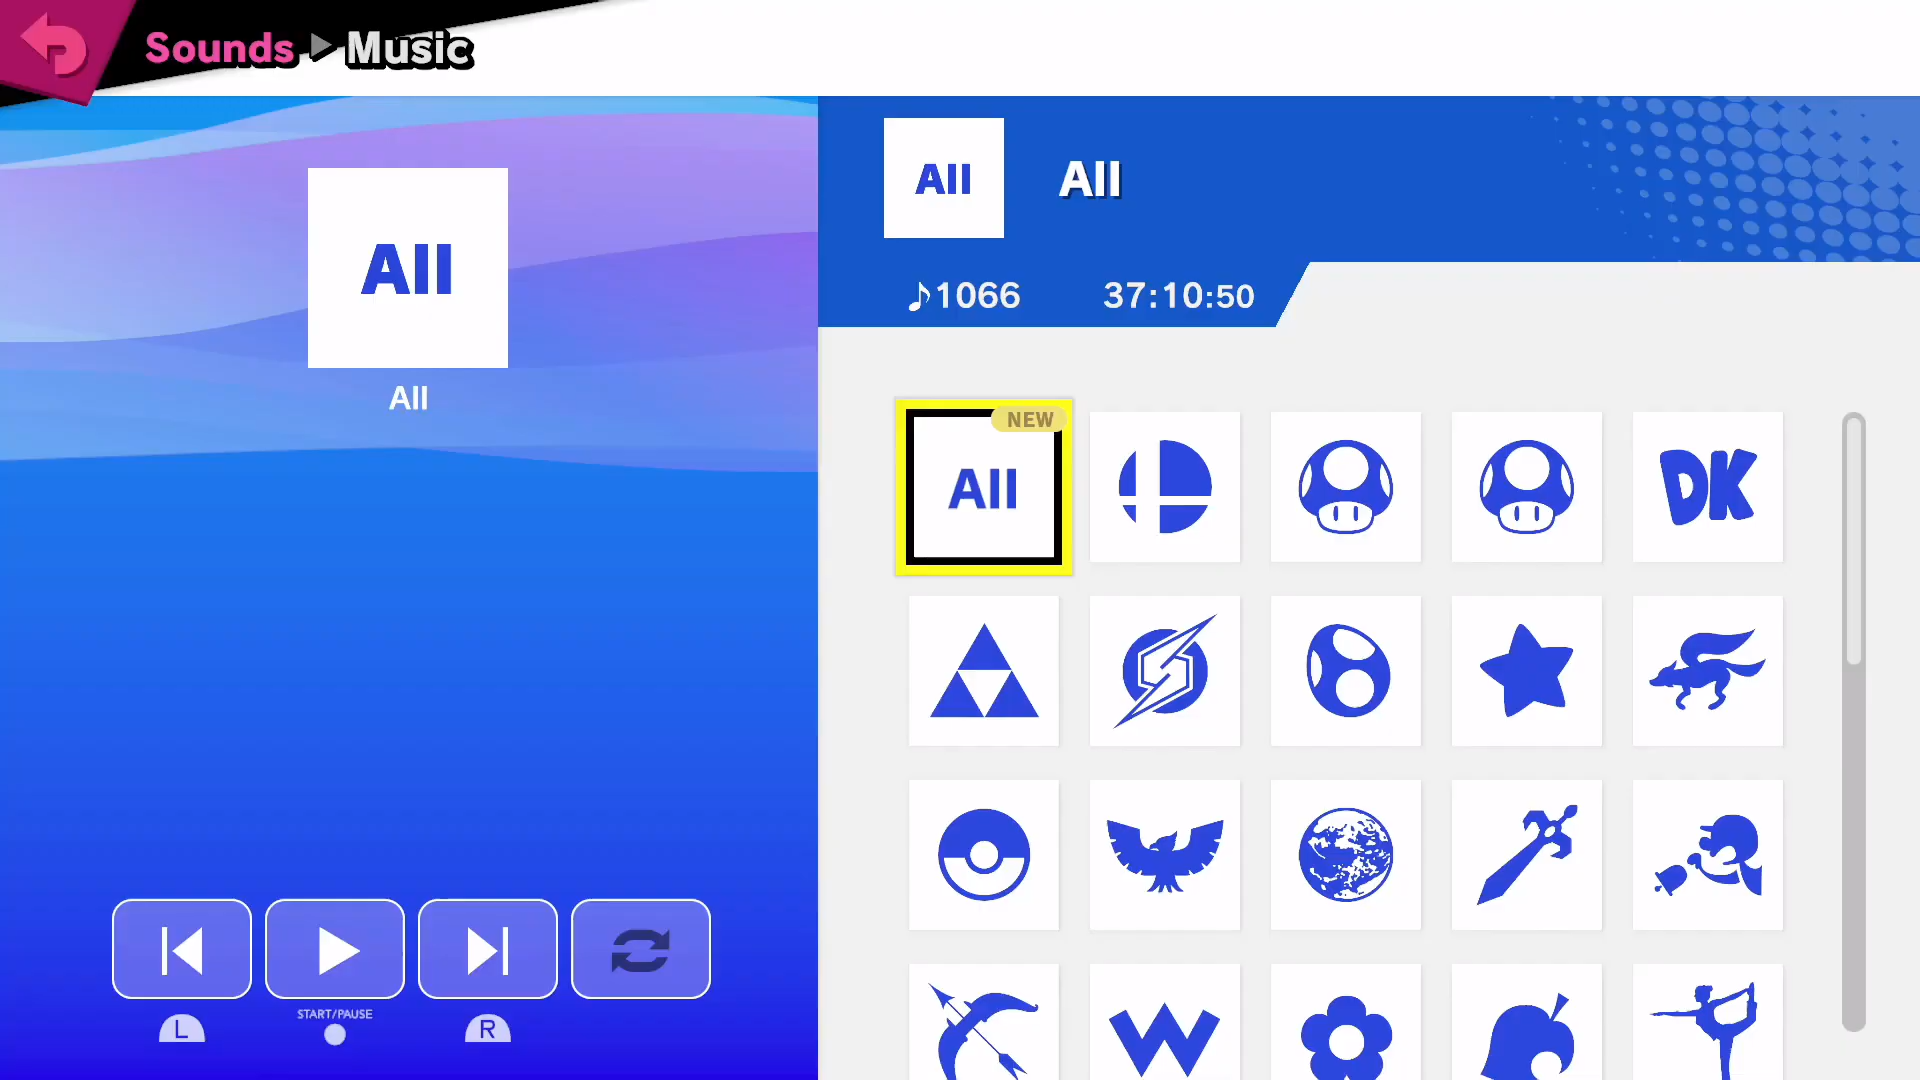 Sounds ▶ Music
All
All
♪1066 37:10:50
All
All
NEW
All
DK
START/PAUSE
L
R